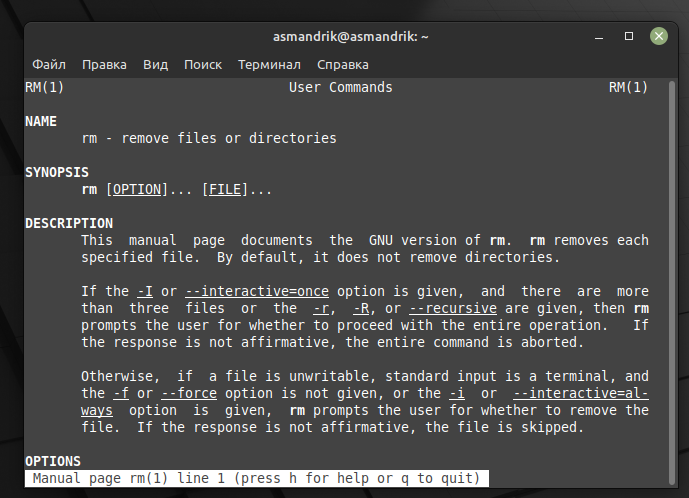 asmandrik@asmandrik: ~
Файл Правка Вид Поиск Терминал Справка
RM(1) User Commands RM(1)
NAME
rm - remove files or directories
SYNOPSIS
rm [OPTION]... [FILE]...
DESCRIPTION
This manual page documents the GNU version of rm. rm removes each
specified file. By default, it does not remove directories.
If the -I or --interactive=once option is given, and there are more
than three files or the -r, -R, or --recursive are given, then rm
prompts the user for whether to proceed with the entire operation. If
the response is not affirmative, the entire command is aborted.
Otherwise, if a file is unwritable, standard input is a terminal, and
the -f or --force option is not given, or the -i or --interactive=al-
ways option is given, rm prompts the user for whether to remove the
file. If the response is not affirmative, the file is skipped.
OPTIONS
Manual page rm(1) line 1 (press h for help or q to quit)